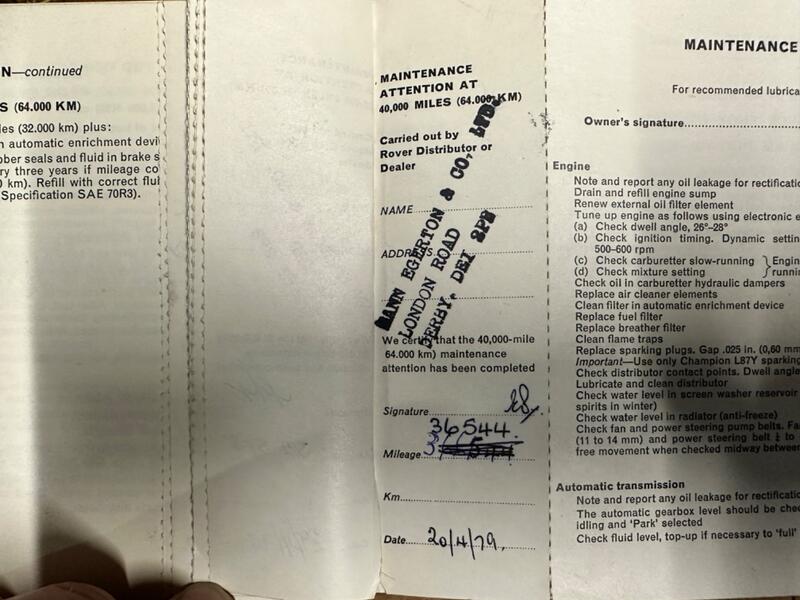 N—continued
S (64.000 KM)
les (32.000 km) plus:
n automatic enrichment devi
bber seals and fluid in brake s
ry three years if mileage co
0 km). Refill with correct flui
Specification SAE 70R3).
MAINTENANCE
ATTENTION AT
40,000 MILES (64.000 KM)
Carried out by
Rover Distributor or
Dealer
NAME
ADDRESS
MANN EGERTON & CO, LTD.
LONDON ROAD
DERBY, DE1 2PB
We certify that the 40,000-mile
64.000 km) maintenance
attention has been completed
Signature
36544.
Mileage
Km.
Date 20/4/79.
MAINTENANCE
For recommended lubrica
Owner's signature
Engine
Note and report any oil leakage for rectificatio
Drain and refill engine sump
Renew external oil filter element
Tune up engine as follows using electronic e
(a) Check dwell angle, 26°–28°
(b) Check ignition timing. Dynamic settin
500–600 rpm
(c) Check carburetter slow-running } Engin
(d) Check mixture setting } runnin
Check oil in carburetter hydraulic dampers
Replace air cleaner elements
Clean filter in automatic enrichment device
Replace fuel filter
Replace breather filter
Clean flame traps
Replace sparking plugs. Gap .025 in. (0,60 mm
Important—Use only Champion L87Y sparking
Check distributor contact points. Dwell angle
Lubricate and clean distributor
Check water level in screen washer reservoir
spirits in winter)
Check water level in radiator (anti-freeze)
Check fan and power steering pump belts. Fa
(11 to 14 mm) and power steering belt ¼ to
free movement when checked midway between
Automatic transmission
Note and report any oil leakage for rectificatio
The automatic gearbox level should be chec
idling and 'Park' selected
Check fluid level, top-up if necessary to 'full'